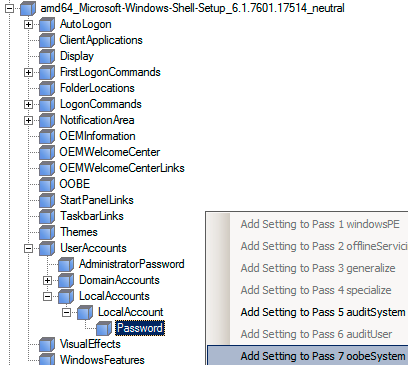 amd64_Microsoft-Windows-Shell-Setup_6.1.7601.17514_neutral
AutoLogon
ClientApplications
Display
FirstLogonCommands
FolderLocations
LogonCommands
NotificationArea
OEMInformation
OEMWelcomeCenter
OEMWelcomeCenterLinks
OOBE
StartPanelLinks
TaskbarLinks
Themes
UserAccounts
AdministratorPassword
DomainAccounts
LocalAccounts
LocalAccount
Password
VisualEffects
WindowsFeatures
Add Setting to Pass 1 windowsPE
Add Setting to Pass 2 offlineServici
Add Setting to Pass 3 generalize
Add Setting to Pass 4 specialize
Add Setting to Pass 5 auditSystem
Add Setting to Pass 6 auditUser
Add Setting to Pass 7 oobeSystem